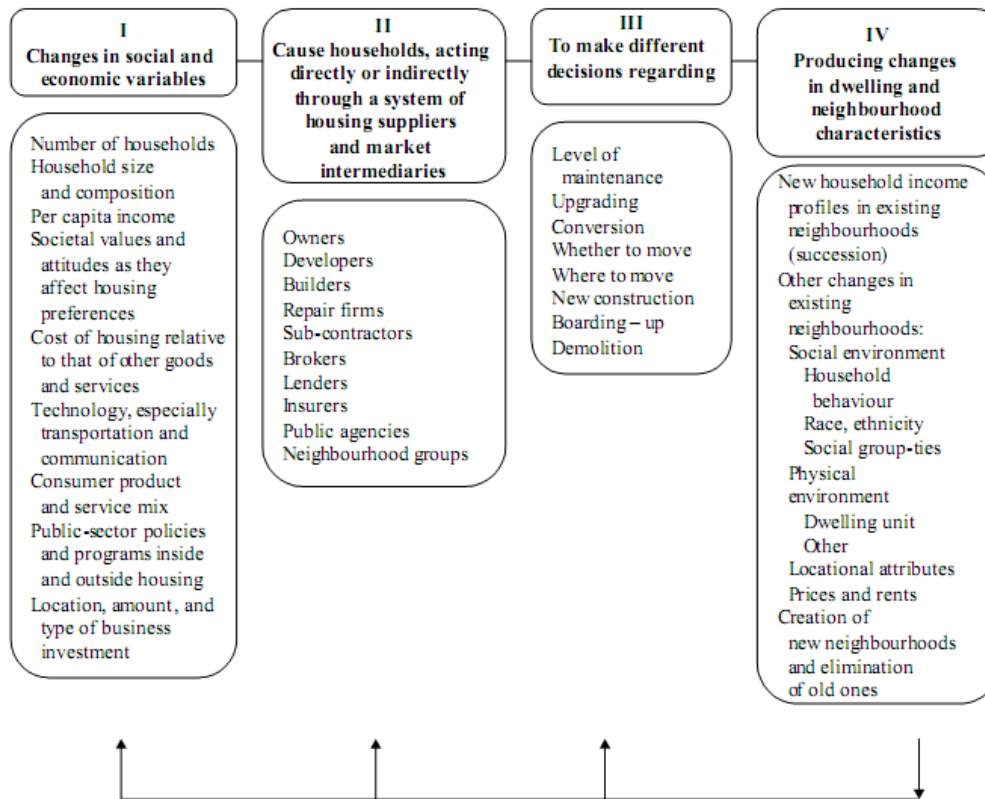 I
Changes in social and
economic variables
Number of households
Household size
and composition
Per capita income
Societal values and
attitudes as they
affect housing
preferences
Cost of housing relative
to that of other goods
and services
Technology, especially
transportation and
communication
Consumer product
and service mix
Public-sector policies
and programs inside
and outside housing
Location, amount, and
type of business
investment
II
Cause households, acting
directly or indirectly
through a system of
housing suppliers
and market
intermediaries
Owners
Developers
Builders
Repair firms
Sub-contractors
Brokers
Lenders
Insurers
Public agencies
Neighbourhood groups
III
To make different
decisions regarding
Level of
maintenance
Upgrading
Conversion
Whether to move
Where to move
New construction
Boarding – up
Demolition
IV
Producing changes
in dwelling and
neighbourhood
characteristics
New household income
profiles in existing
neighbourhoods
(succession)
Other changes in
existing
neighbourhoods:
Social environment
Household
behaviour
Race, ethnicity
Social group-ties
Physical
environment
Dwelling unit
Other
Locational attributes
Prices and rents
Creation of
new neighbourhoods
and elimination
of old ones